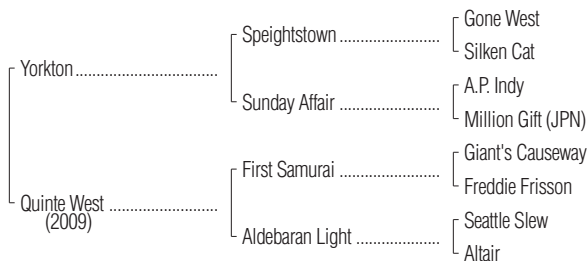 Gone West
Speightstown ....................
Silken Cat
Yorkton ............................
A.P. Indy
Sunday Affair ....................
Million Gift (JPN)
Giant's Causeway
First Samurai ....................
Freddie Frisson
Quinte West .....................
(2009)
Seattle Slew
Aldebaran Light ................
Altair